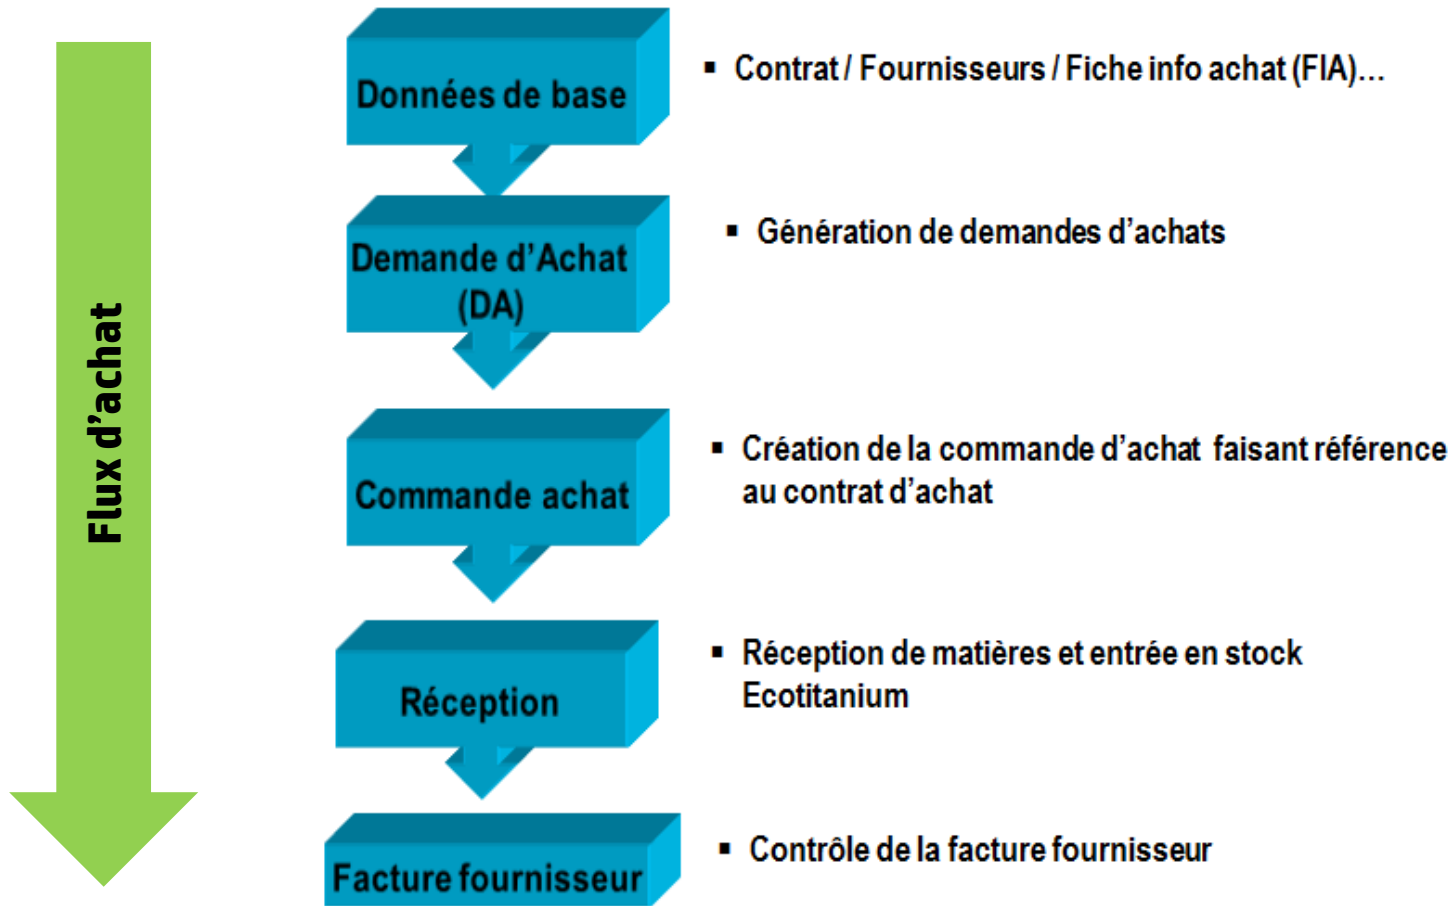 Flux d’achat
Données de base
▪ Contrat / Fournisseurs / Fiche info achat (FIA)...
Demande d’Achat
(DA)
▪ Génération de demandes d’achats
Commande achat
▪ Création de la commande d’achat faisant référence
au contrat d’achat
Réception
▪ Réception de matières et entrée en stock
Ecotitanium
Facture fournisseur
▪ Contrôle de la facture fournisseur